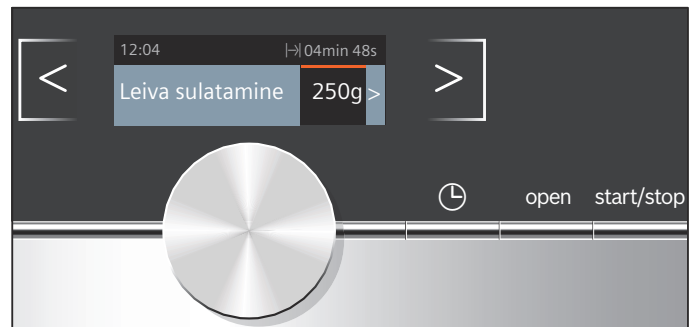 12:04 04min 48s
Leiva sulatamine 250g >
< >
open start/stop